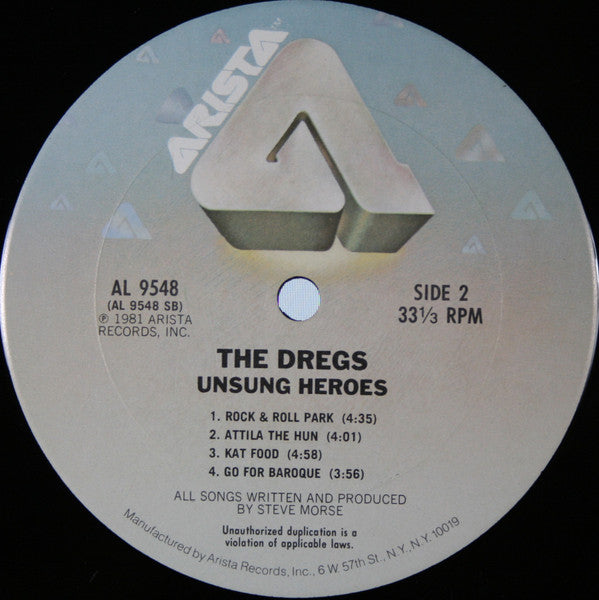 ARISTA™
AL 9548
(AL 9548 SB)
Ⓟ 1981 ARISTA
RECORDS, INC.
SIDE 2
33⅓ RPM
THE DREGS
UNSUNG HEROES
1. ROCK & ROLL PARK (4:35)
2. ATTILA THE HUN (4:01)
3. KAT FOOD (4:58)
4. GO FOR BAROQUE (3:56)
ALL SONGS WRITTEN AND PRODUCED
BY STEVE MORSE
Unauthorized duplication is a
violation of applicable laws.
Manufactured by Arista Records, Inc., 6 W. 57th St., N.Y., N.Y. 10019